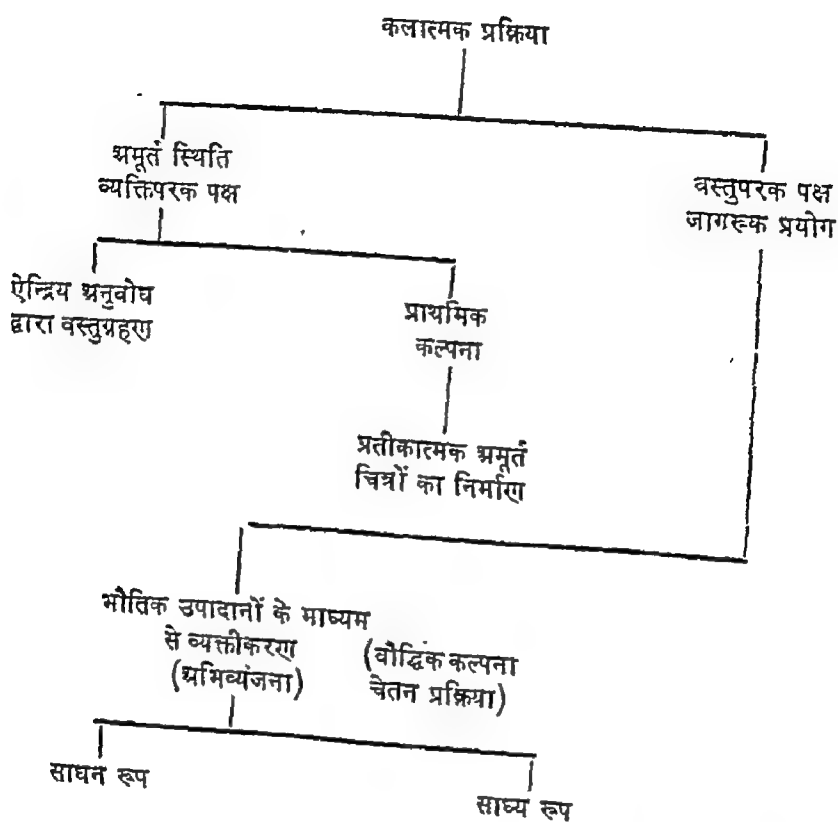 कलात्मक प्रक्रिया
अमूर्त स्थिति
व्यक्तिपरक पक्ष
वस्तुपरक पक्ष
जागरूक प्रयोग
ऐन्द्रिय अनुबोध
द्वारा वस्तुग्रहण
प्राथमिक
कल्पना
प्रतीकात्मक अमूर्त
चित्रों का निर्माण
भौतिक उपादानों के माध्यम
से व्यक्तीकरण
(अभिव्यंजना)
(बौद्धिक कल्पना
चेतन प्रक्रिया)
साधन रूप
साध्य रूप